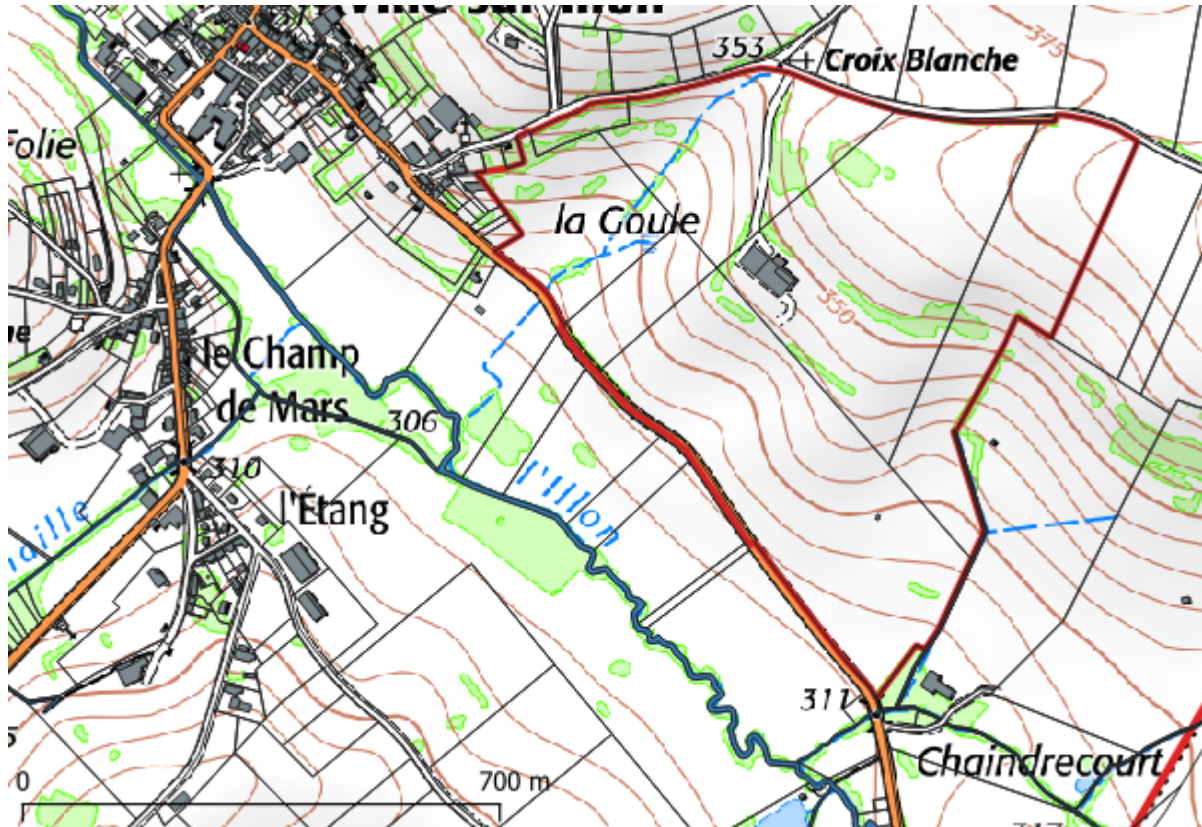 353
Croix Blanche
375
Folie
la Goule
350
le Champ
de Mars
306
310
l'Étang
l'Illon
311
Chaindrecourt
0
700 m